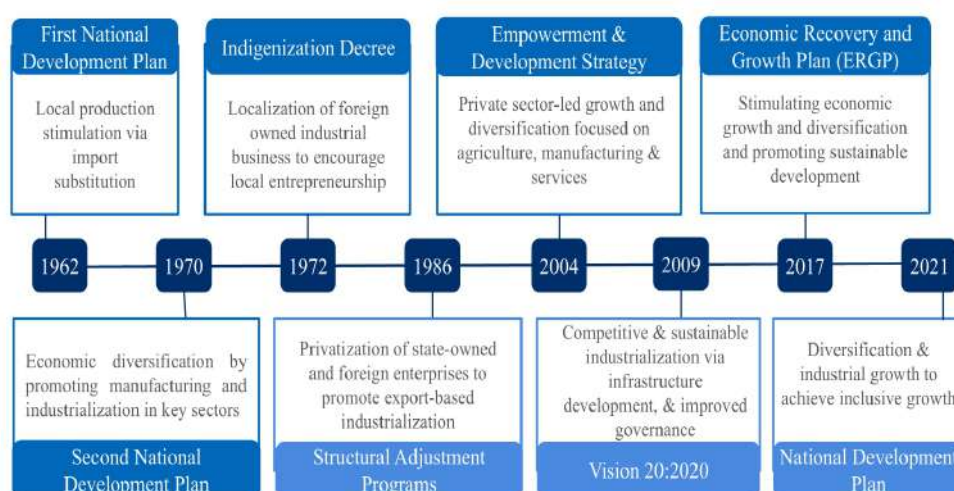 First National
Development Plan
Local production
stimulation via
import
substitution
Indigenization Decree
Localization of foreign
owned industrial
business to encourage
local entrepreneurship
Empowerment &
Development Strategy
Private sector-led growth and
diversification focused on
agriculture, manufacturing &
services
Economic Recovery and
Growth Plan (ERGP)
Stimulating economic
growth and diversification
and promoting sustainable
development
1962
1970
1972
1986
2004
2009
2017
2021
Economic diversification by
promoting manufacturing and
industrialization in key sectors
Second National
Development Plan
Privatization of state-owned
and foreign enterprises to
promote export-based
industrialization
Structural Adjustment
Programs
Competitive & sustainable
industrialization via
infrastructure
development, & improved
governance
Vision 20:2020
Diversification &
industrial growth to
achieve inclusive growth
National Development
Plan